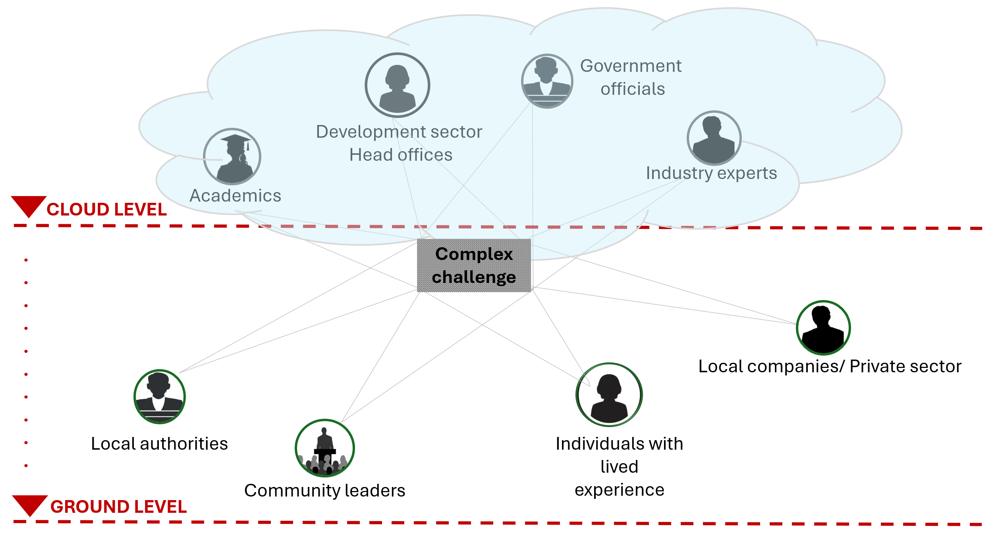 Government
officials
Development sector
Head offices
Industry experts
Academics
CLOUD LEVEL
Complex
challenge
Local companies/ Private sector
Local authorities
Individuals with
lived
experience
Community leaders
GROUND LEVEL